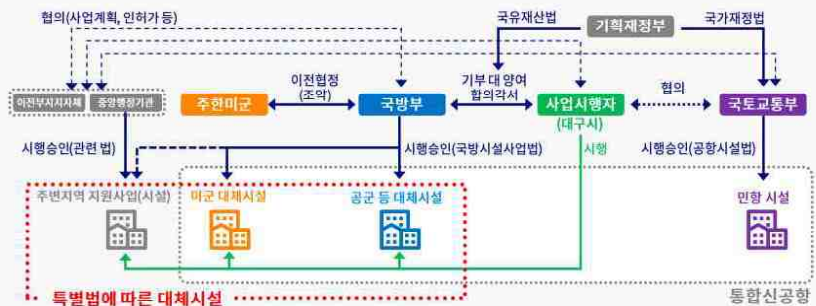 협의(사업계획, 인허가 등)
국유재산법
기획재정부
국가재정법
이전부지지자체
중앙행정기관
주한미군
이전협정
(조약)
국방부
기부 대 양여
합의각서
사업시행자
(대구시)
협의
국토교통부
시행승인(관련 법)
시행승인(국방시설사업법)
시행
시행승인(공항시설법)
주변지역 지원사업(시설)
미군 대체시설
공군 등 대체시설
민항 시설
특별법에 따른 대체시설
통합신공항